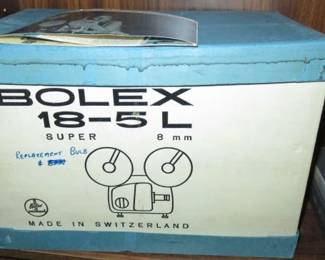 BOLEX
18-5 L
SUPER 8 mm
REPLACEMENT BULB
#
MADE IN SWITZERLAND